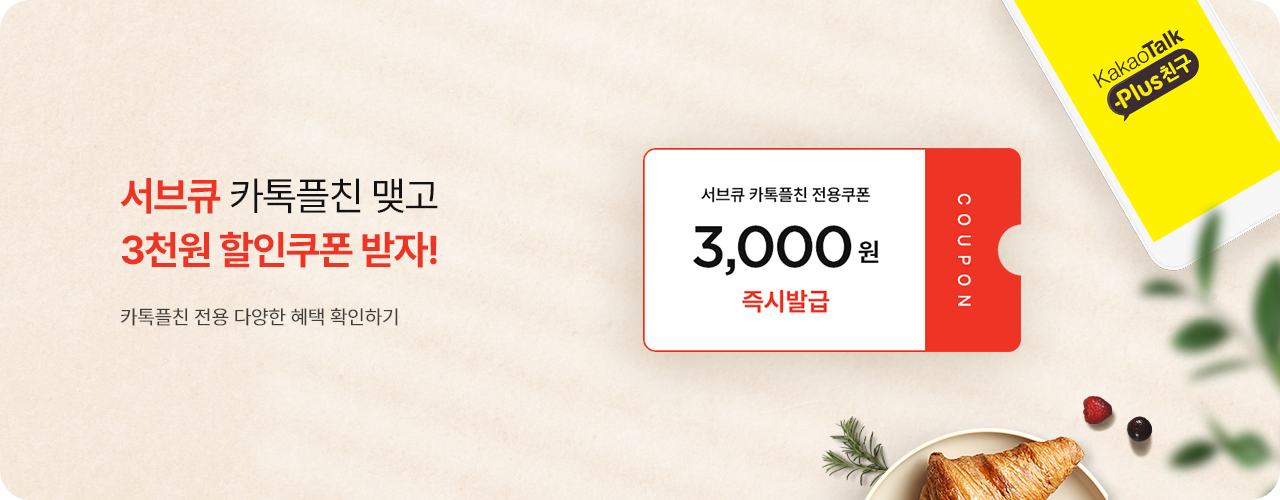 서브큐 카톡플친 맺고
3천원 할인쿠폰 받자!
카톡플친 전용 다양한 혜택 확인하기
서브큐 카톡플친 전용쿠폰
3,000 원
즉시발급
COUPON
KakaoTalk
Plus친구